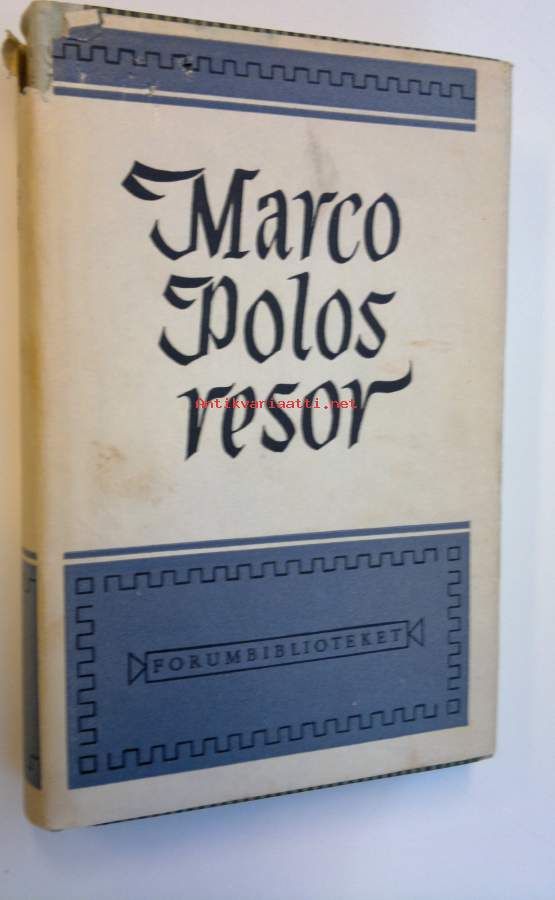 Marco
Polos
resor
Antikvariaatti.net
FORUMBIBLIOTEKET